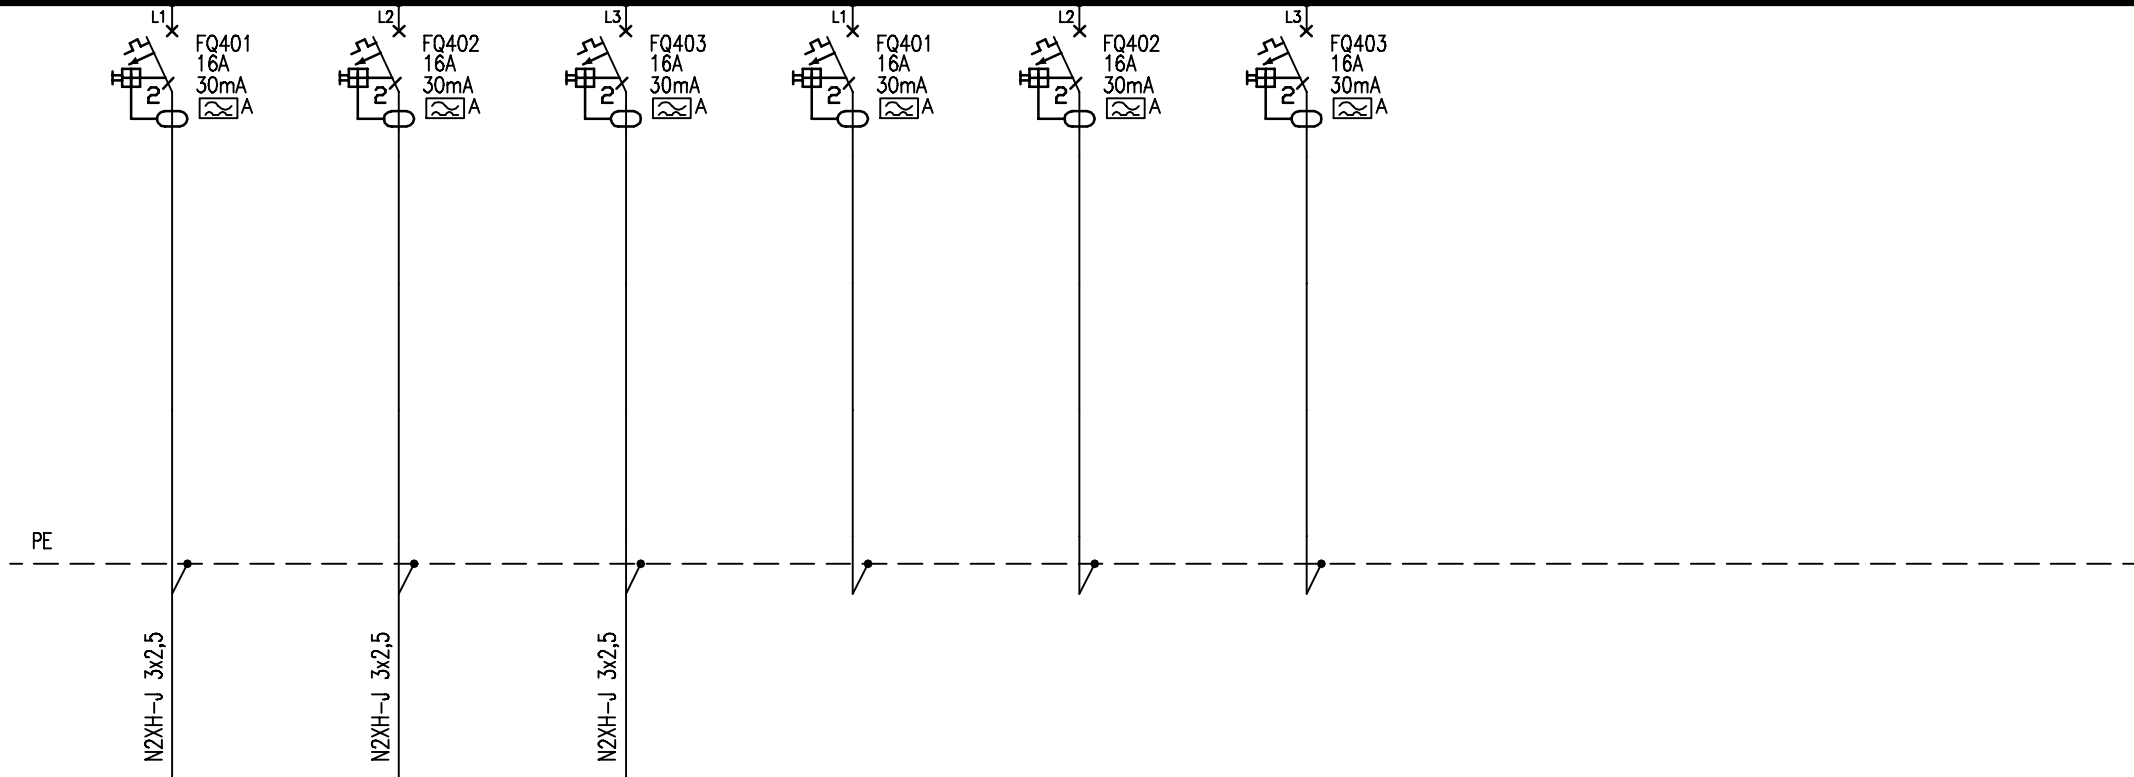 L1
FQ401
16A
30mA
A
2
L2
FQ402
16A
30mA
A
2
L3
FQ403
16A
30mA
A
2
L1
FQ401
16A
30mA
A
2
L2
FQ402
16A
30mA
A
2
L3
FQ403
16A
30mA
A
2
PE
N2XH-J 3x2,5
N2XH-J 3x2,5
N2XH-J 3x2,5